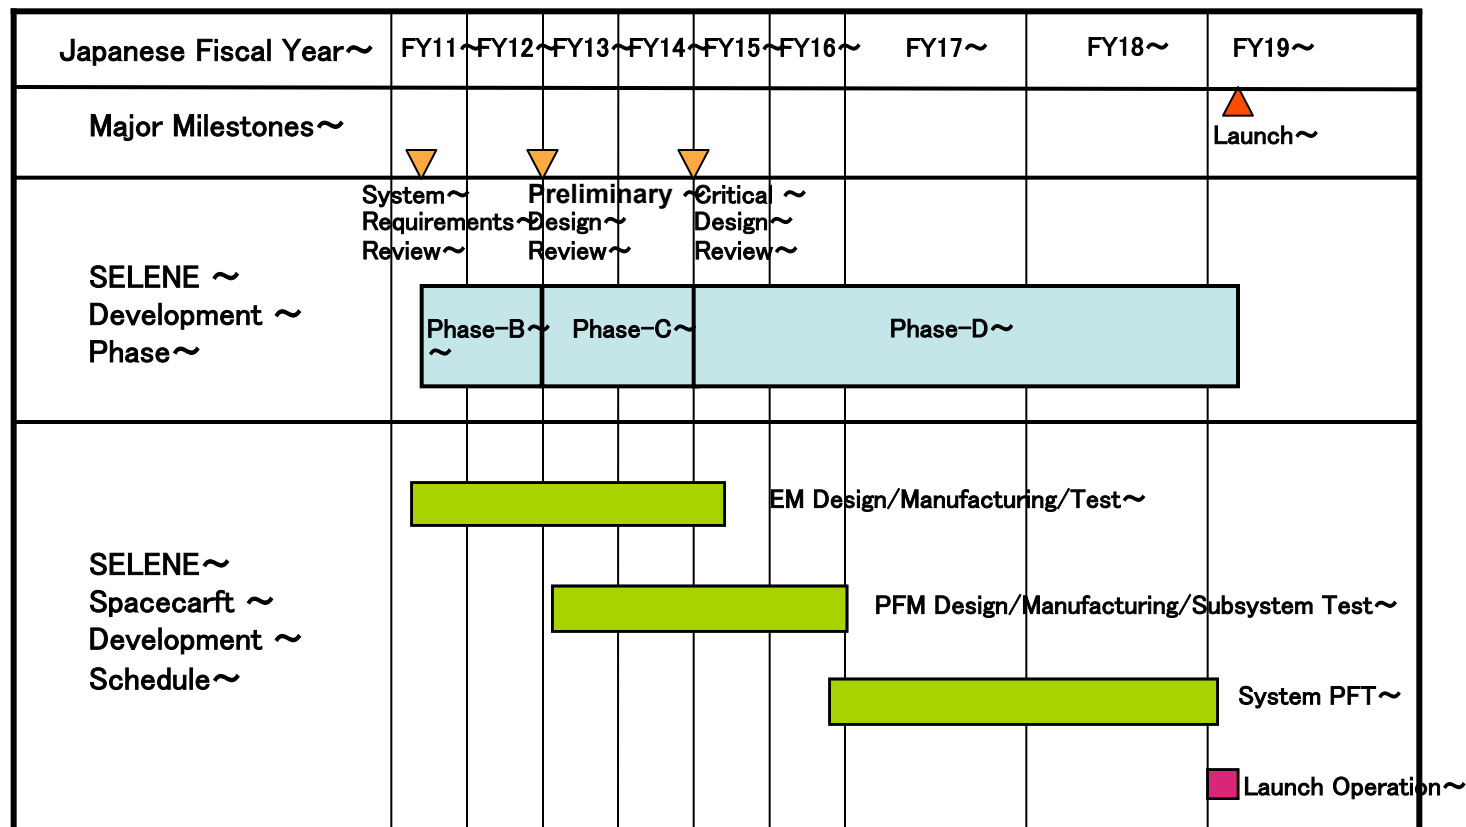 Japanese Fiscal Year～ FY11～ FY12～ FY13～ FY14～ FY15～ FY16～ FY17～ FY18～ FY19～
Major Milestones～
Launch～
System～
Requirements～
Review～
Preliminary ～
Design～
Review～
Critical ～
Design～
Review～
SELENE ～
Development ～
Phase～
Phase-B～
～
Phase-C～
Phase-D～
SELENE～
Spacecarft ～
Development ～
Schedule～
EM Design/Manufacturing/Test～
PFM Design/Manufacturing/Subsystem Test～
System PFT～
Launch Operation～